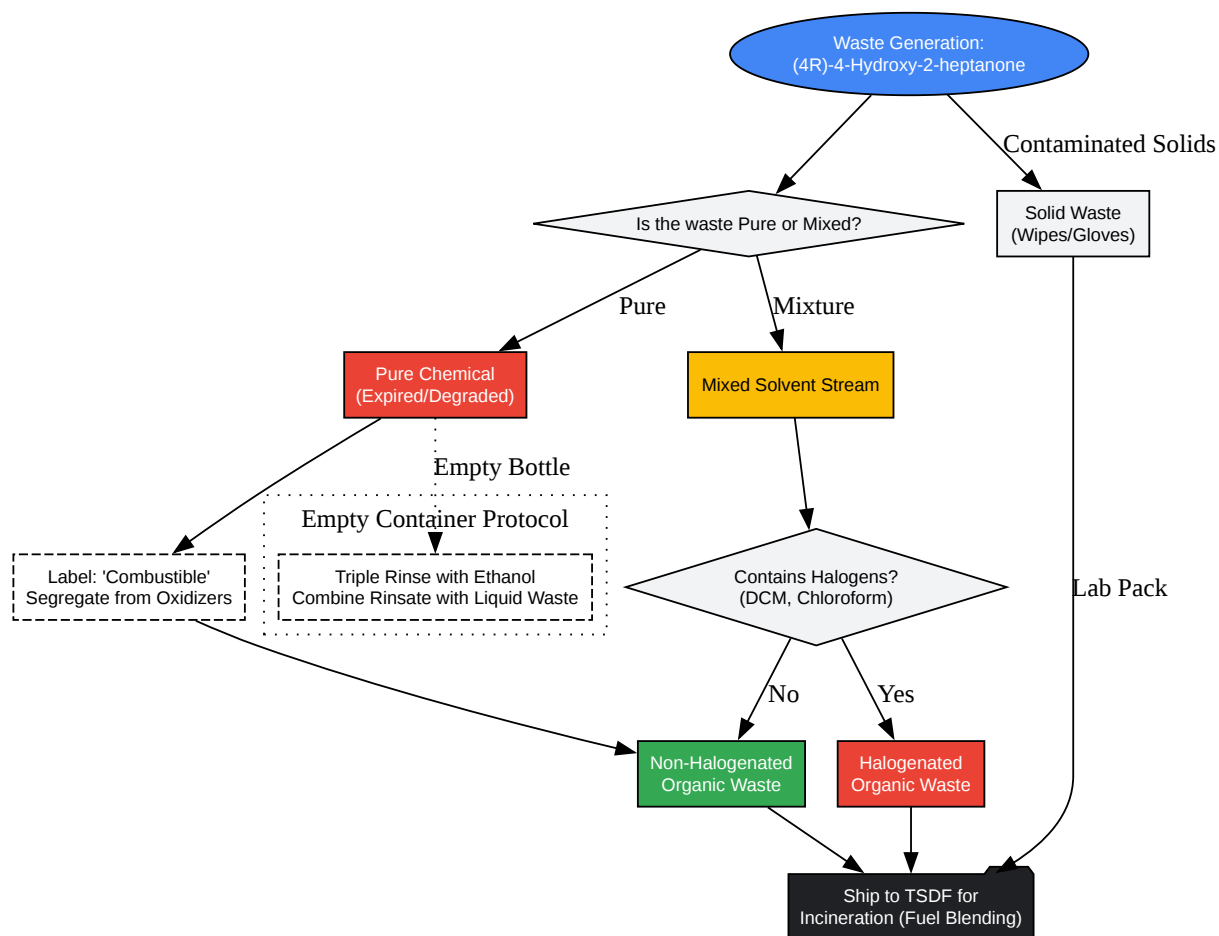 Waste Generation:
(4R)-4-Hydroxy-2-heptanone
Contaminated Solids
Is the waste Pure or Mixed?
Solid Waste
(Wipes/Gloves)
Pure
Mixture
Pure Chemical
(Expired/Degraded)
Mixed Solvent Stream
Empty Bottle
Empty Container Protocol
Label: 'Combustible'
Segregate from Oxidizers
Triple Rinse with Ethanol
Combine Rinsate with Liquid Waste
Contains Halogens?
(DCM, Chloroform)
Lab Pack
No
Yes
Non-Halogenated
Organic Waste
Halogenated
Organic Waste
Ship to TSDF for
Incineration (Fuel Blending)